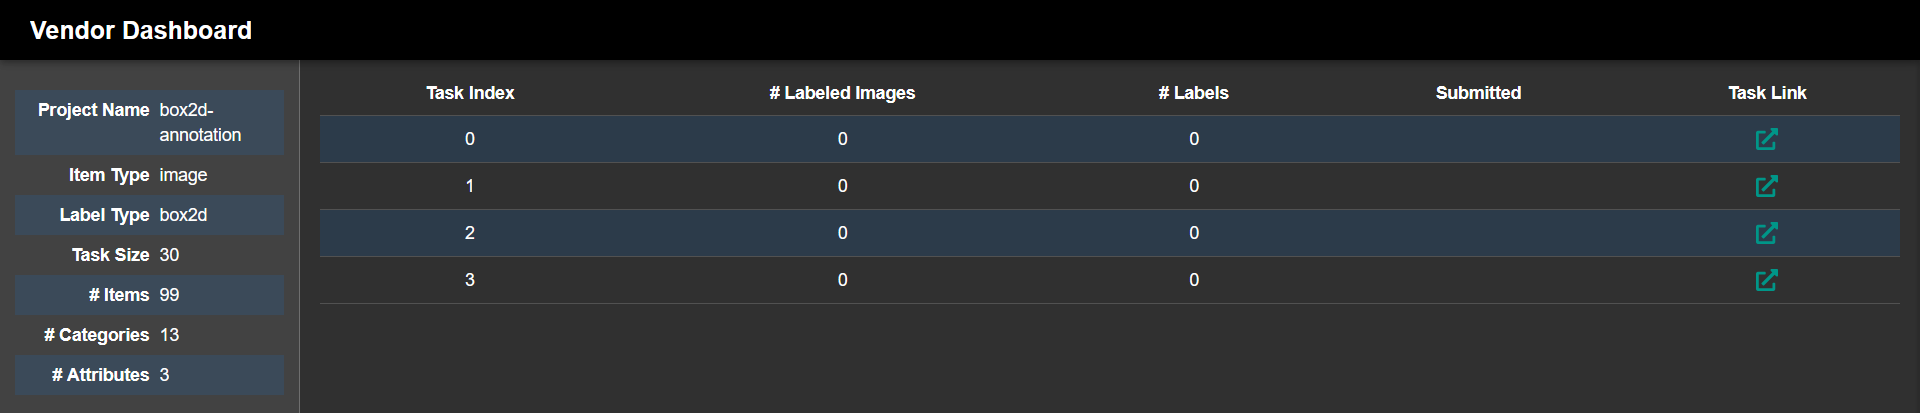 Vendor Dashboard
Project Name box2d-
annotation
Item Type image
Label Type box2d
Task Size 30
# Items 99
# Categories 13
# Attributes 3
Task Index # Labeled Images # Labels Submitted Task Link
0 0 0
1 0 0
2 0 0
3 0 0